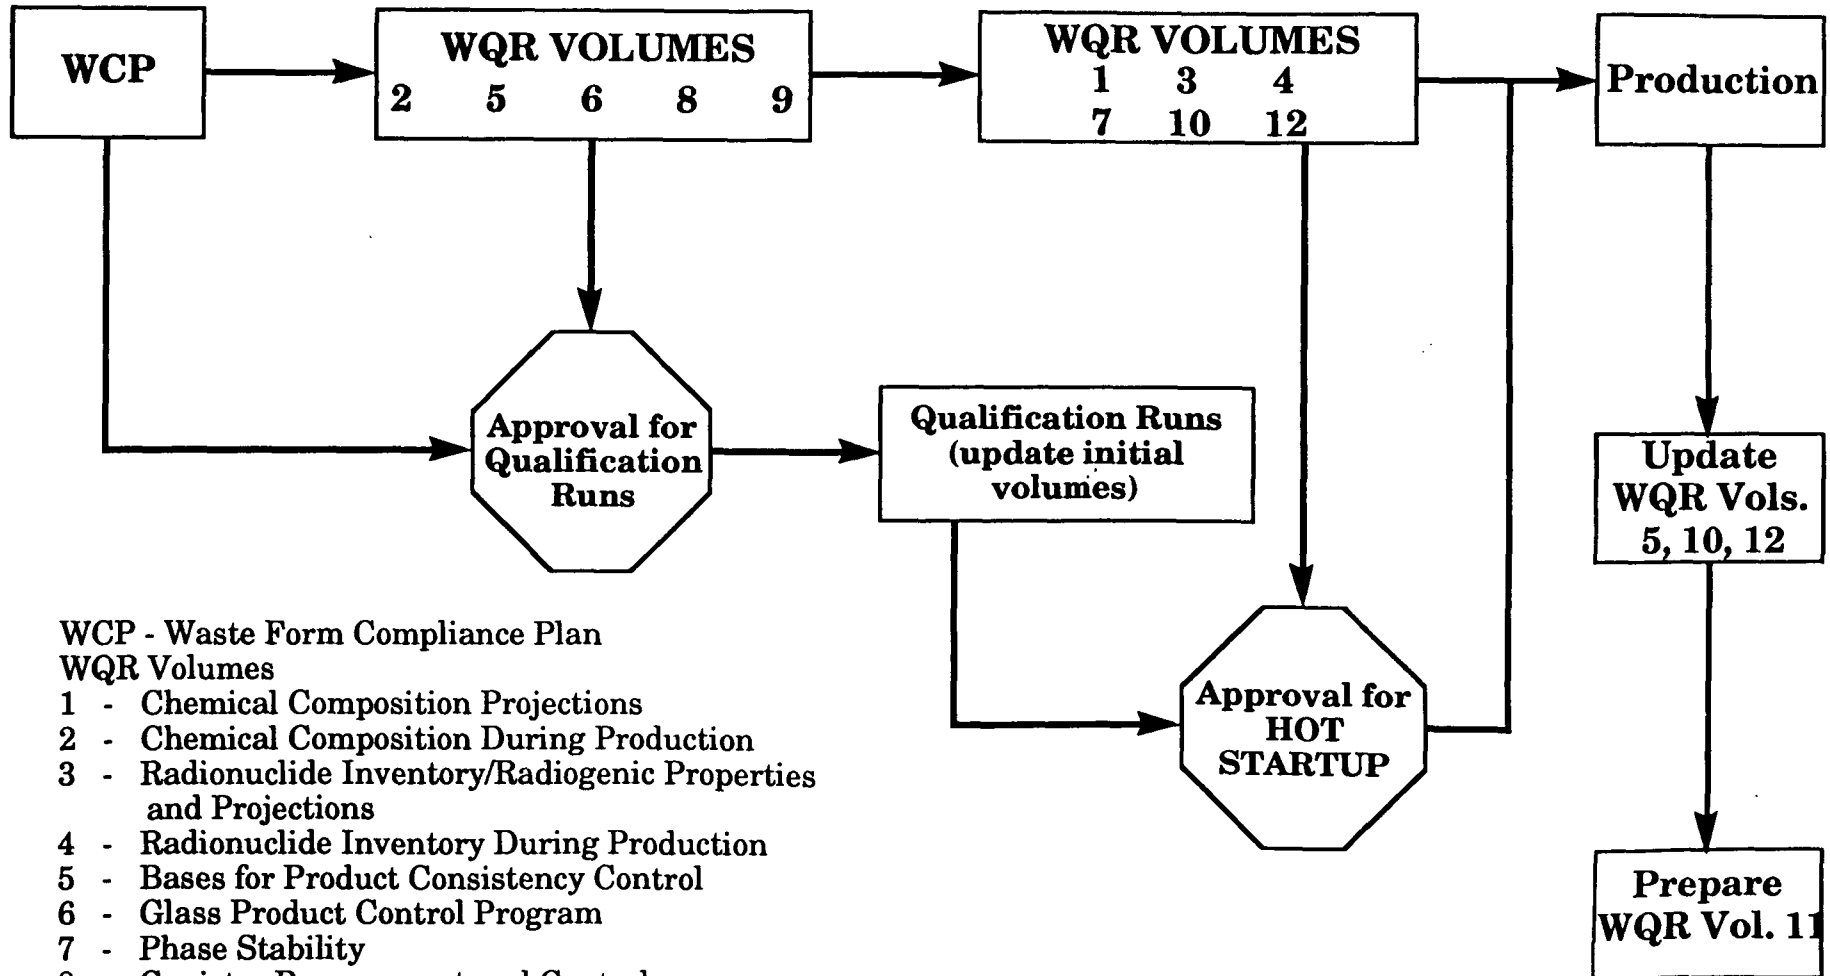 WCP
WQR VOLUMES
2 5 6 8 9
WQR VOLUMES
1 3 4
7 10 12
Production
Approval for
Qualification
Runs
Qualification Runs
(update initial
volumes)
Update
WQR Vols.
5, 10, 12
Approval for
HOT
STARTUP
Prepare
WQR Vol. 11
WCP - Waste Form Compliance Plan
WQR Volumes
1 - Chemical Composition Projections
2 - Chemical Composition During Production
3 - Radionuclide Inventory/Radiogenic Properties
and Projections
4 - Radionuclide Inventory During Production
5 - Bases for Product Consistency Control
6 - Glass Product Control Program
7 - Phase Stability